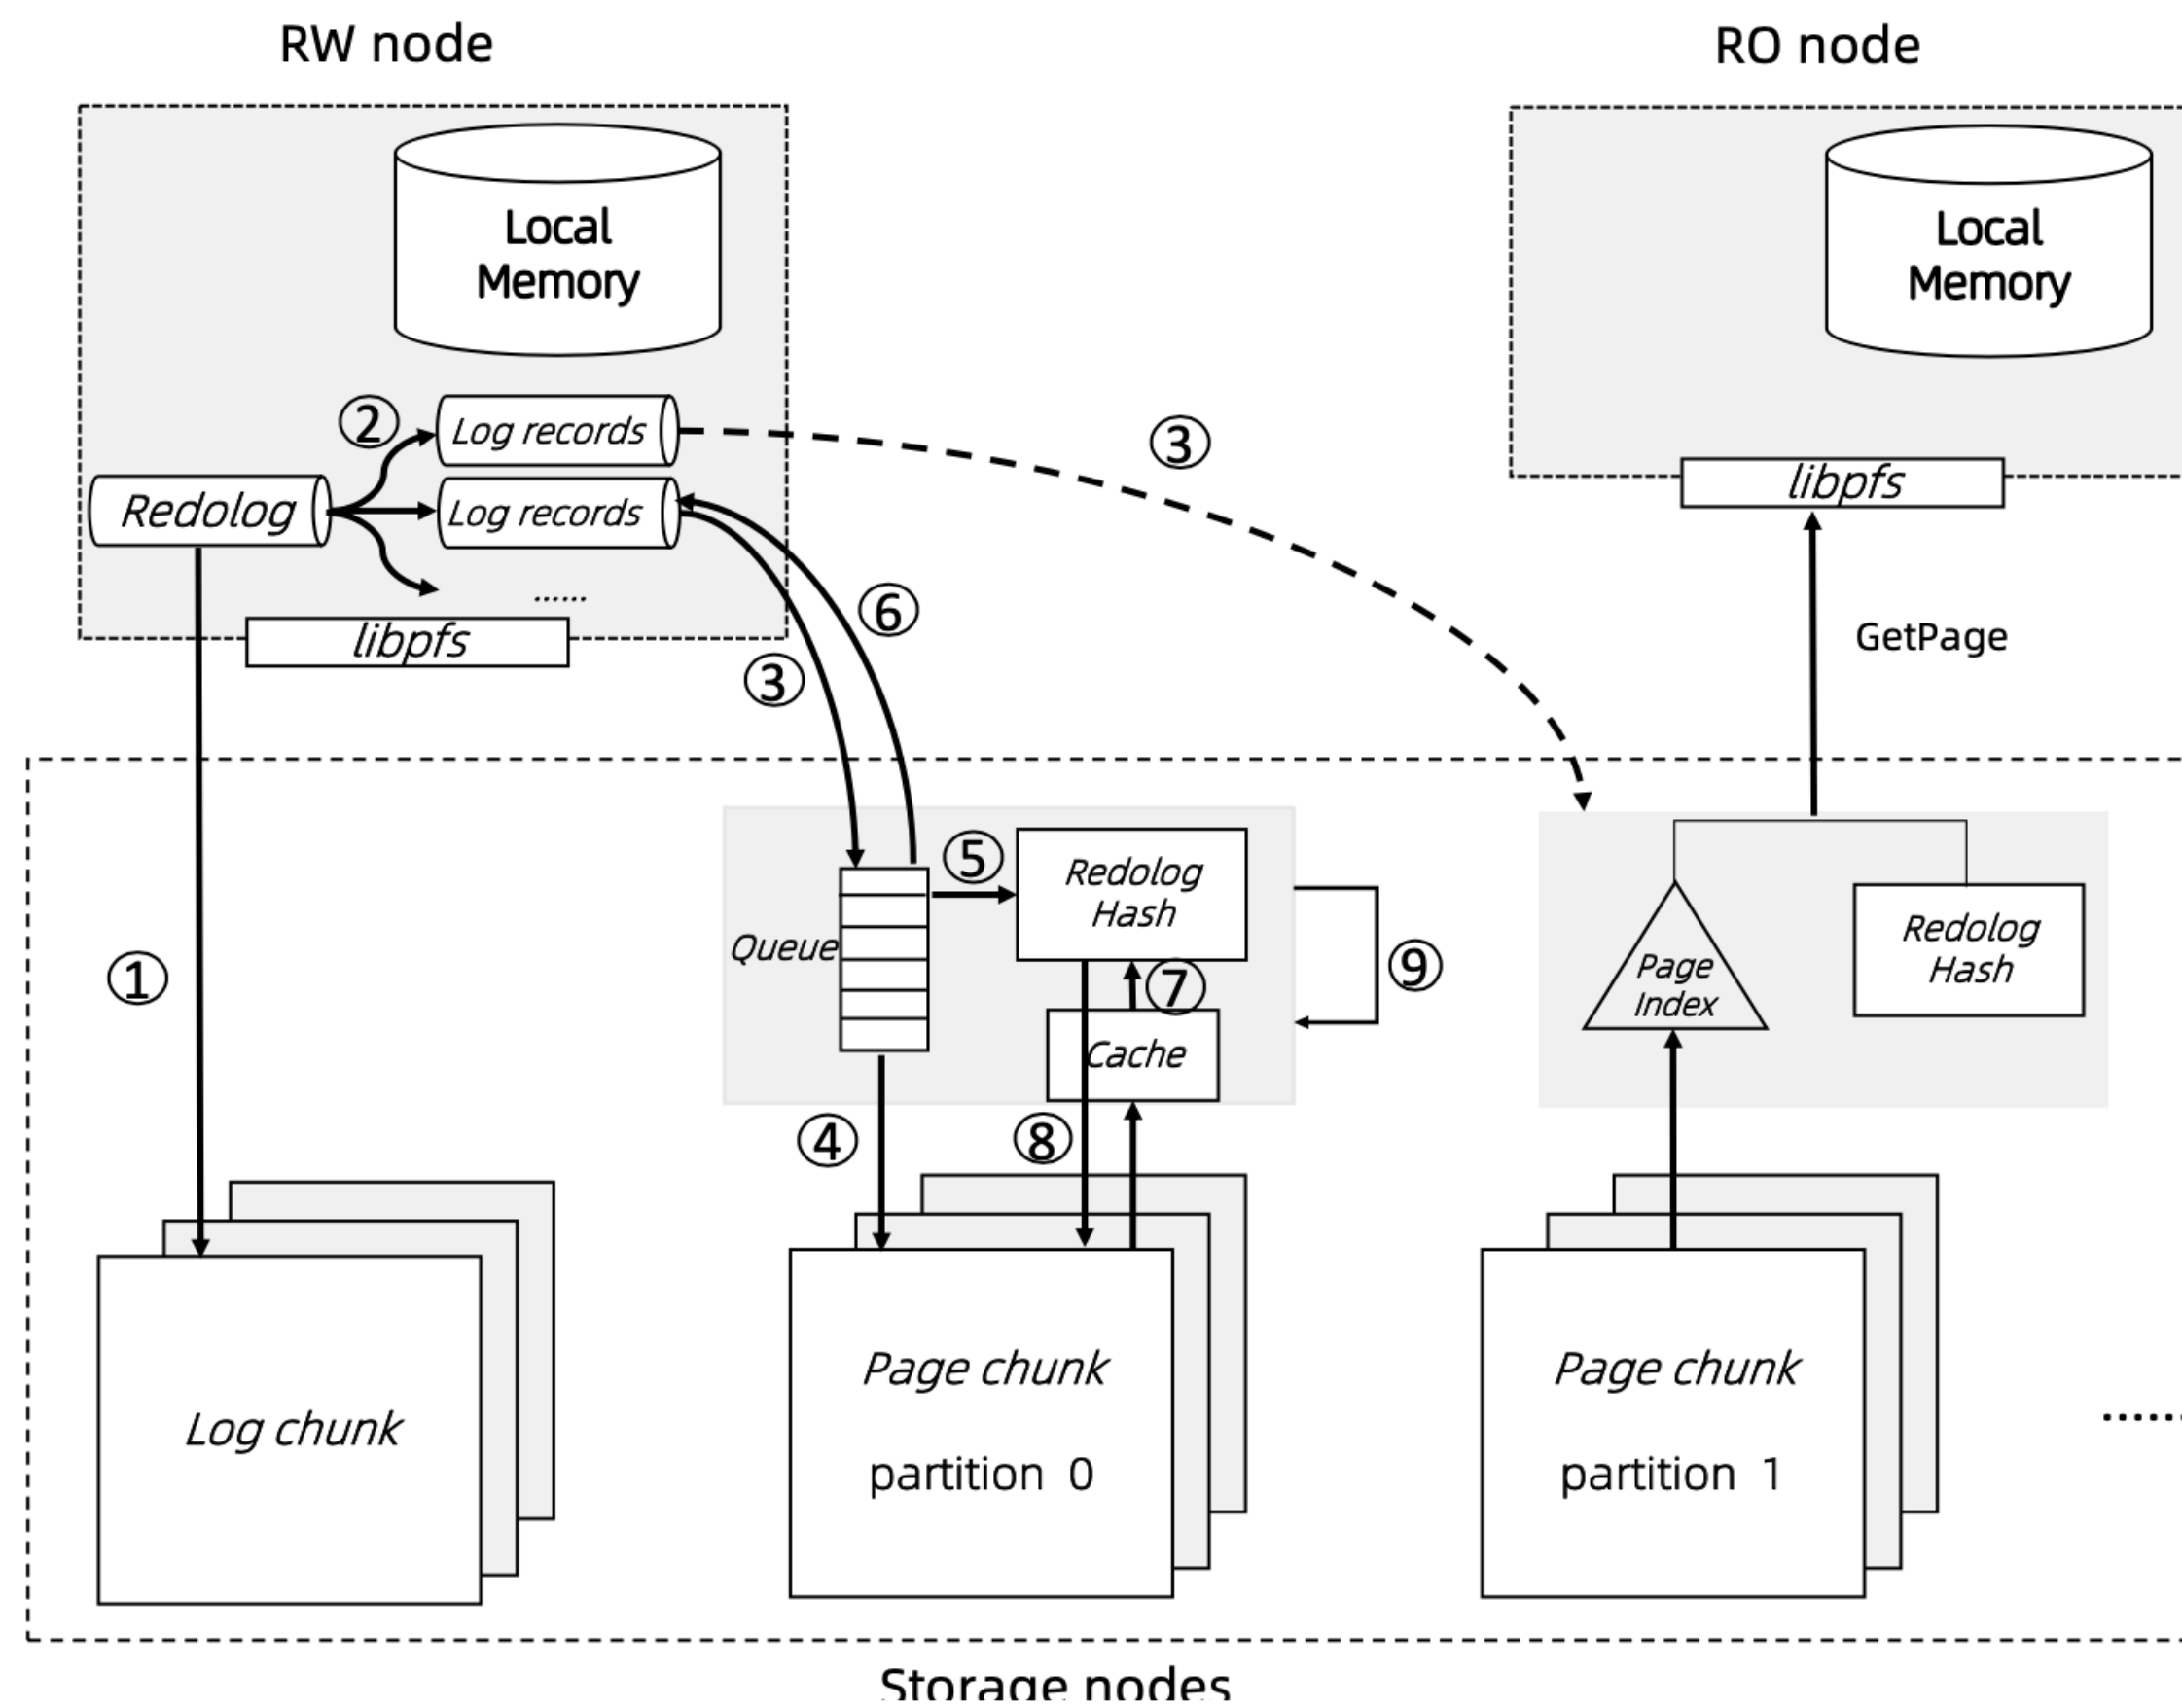 RW node
RO node
Local
Memory
Local
Memory
②
Log records
③
Redolog
Log records
libpfs
......
⑥
libpfs
③
GetPage
⑤
Redolog
Hash
Queue
⑨
①
⑦
Page
Index
Redolog
Hash
Cache
④
⑧
Page chunk
Page chunk
Log chunk
......
partition 0
partition 1
Storage nodes